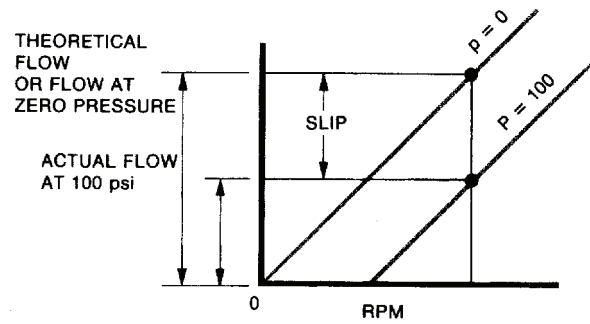 THEORETICAL
FLOW
OR FLOW AT
ZERO PRESSURE
p = 0
P = 100
SLIP
ACTUAL FLOW
AT 100 psi
0
RPM